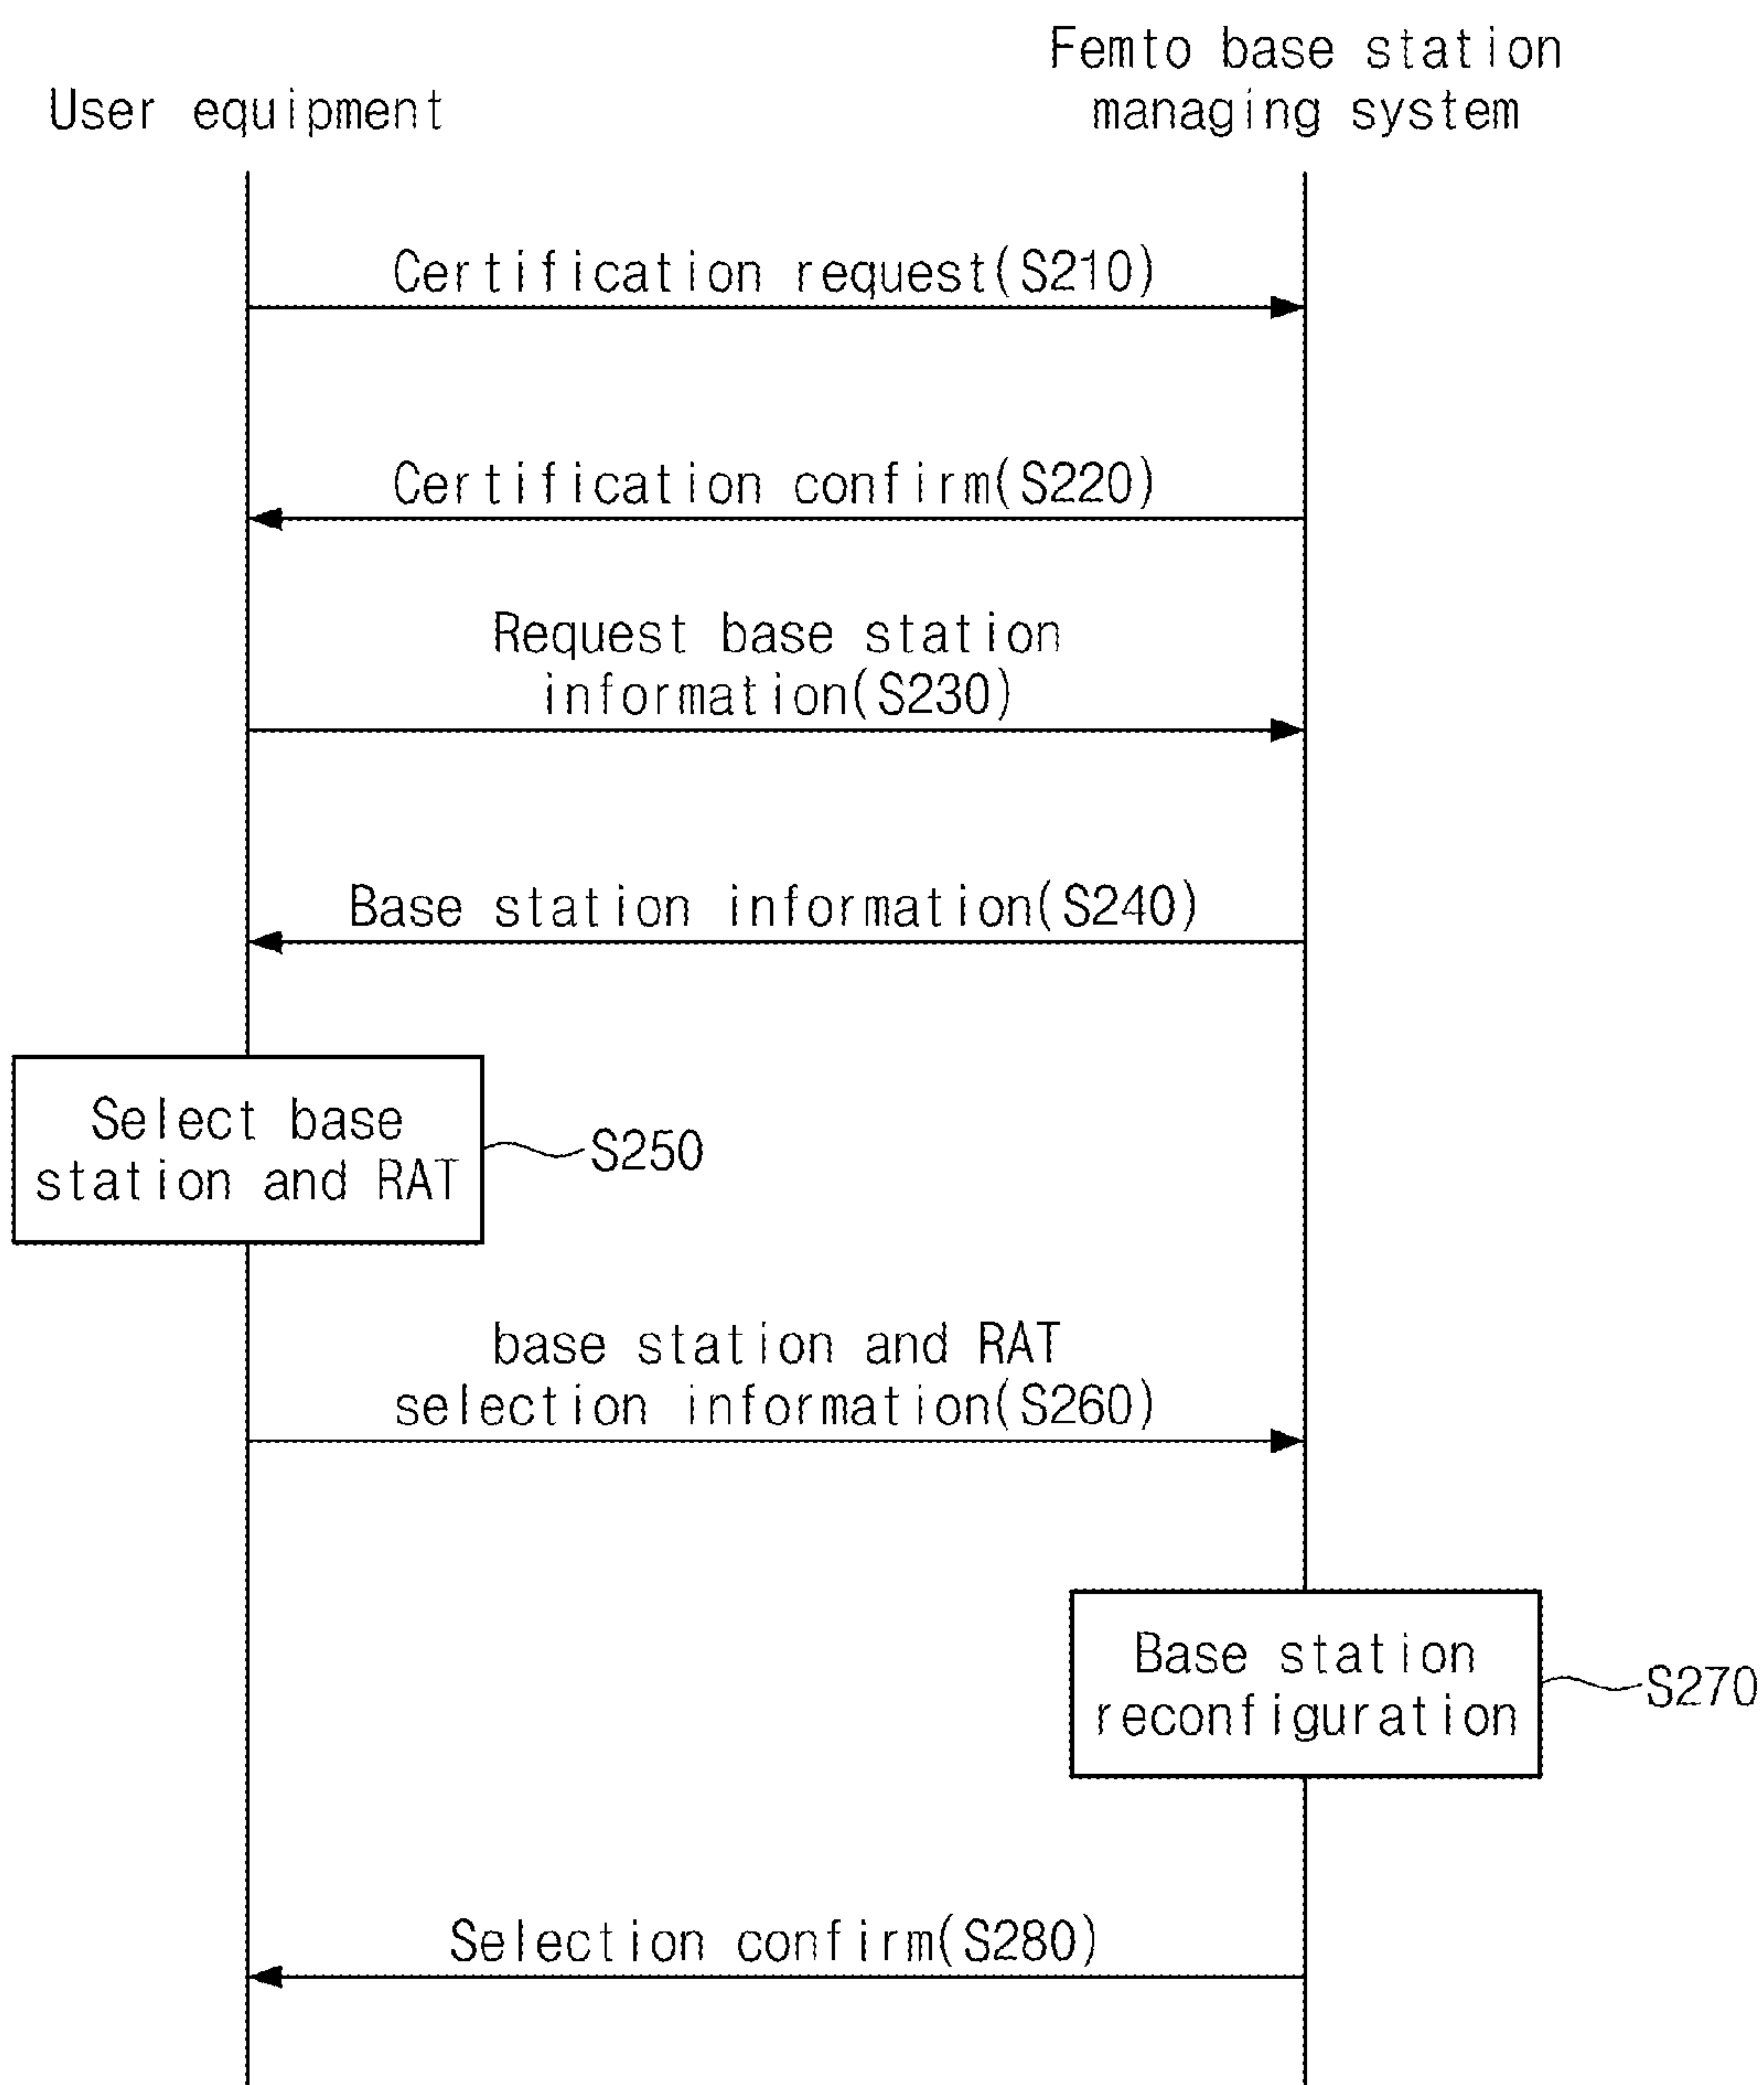 Femto base station
User equipment
managing system
Certification request(S210)
Certification confirm(S220)
Request base station
information(S230)
Base station information(S240)
Select base
station and RAT
S250
base station and RAT
selection information(S260)
Base station
reconfiguration
S270
Selection confirm(S280)